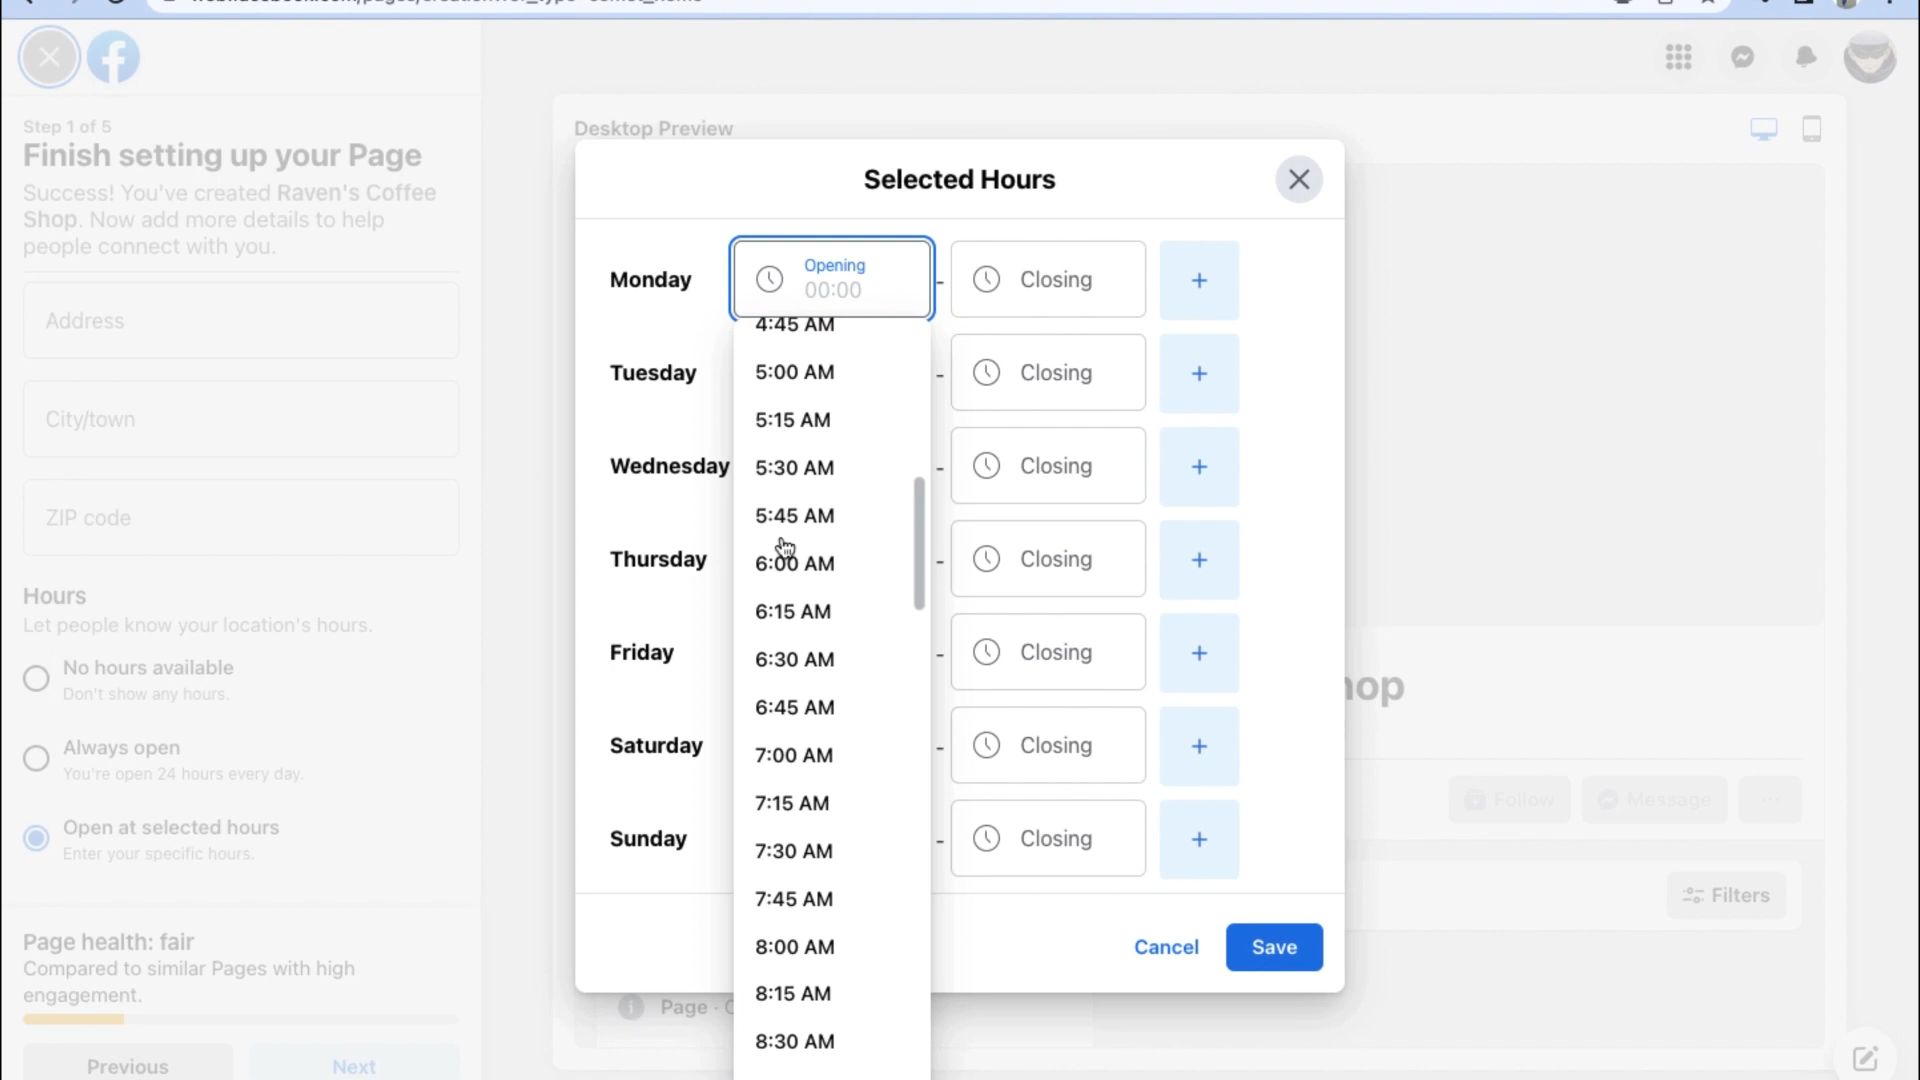 Step 1 of 5
Finish setting up your Page
Success! You've created Raven's Coffee
Shop. Now add more details to help
people connect with you.
Address
City/town
ZIP code
Hours
Let people know your location's hours.
No hours available
Don't show any hours.
Always open
You're open 24 hours every day.
Open at selected hours
Enter your specific hours.
Page health: fair
Compared to similar Pages with high
engagement.
Previous
Next
Desktop Preview
Selected Hours
Monday
Opening
00:00
-
Closing
+
Tuesday
-
Closing
+
Wednesday
-
Closing
+
Thursday
-
Closing
+
Friday
-
Closing
+
Saturday
-
Closing
+
Sunday
-
Closing
+
4:45 AM
5:00 AM
5:15 AM
5:30 AM
5:45 AM
6:00 AM
6:15 AM
6:30 AM
6:45 AM
7:00 AM
7:15 AM
7:30 AM
7:45 AM
8:00 AM
8:15 AM
8:30 AM
Cancel
Save
hop
Follow
Message
Filters
Page · C